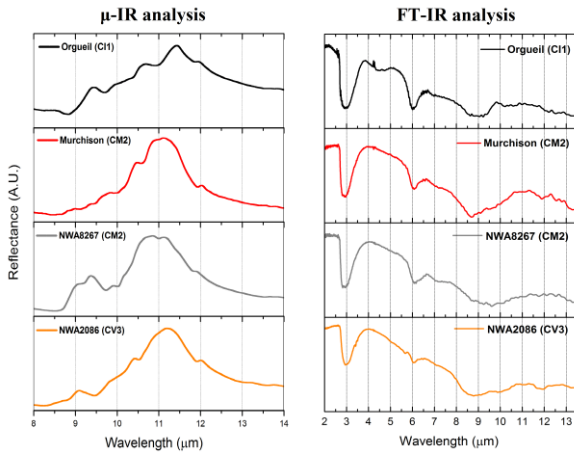 μ-IR analysis
FT-IR analysis
Orgueil (CI1)
Murchison (CM2)
NWA8267 (CM2)
NWA2086 (CV3)
Reflectance (A.U.)
8 9 10 11 12 13 14
Wavelength (μm)
Orgueil (CI1)
Murchison (CM2)
NWA8267 (CM2)
NWA2086 (CV3)
2 3 4 5 6 7 8 9 10 11 12 13
Wavelength (μm)